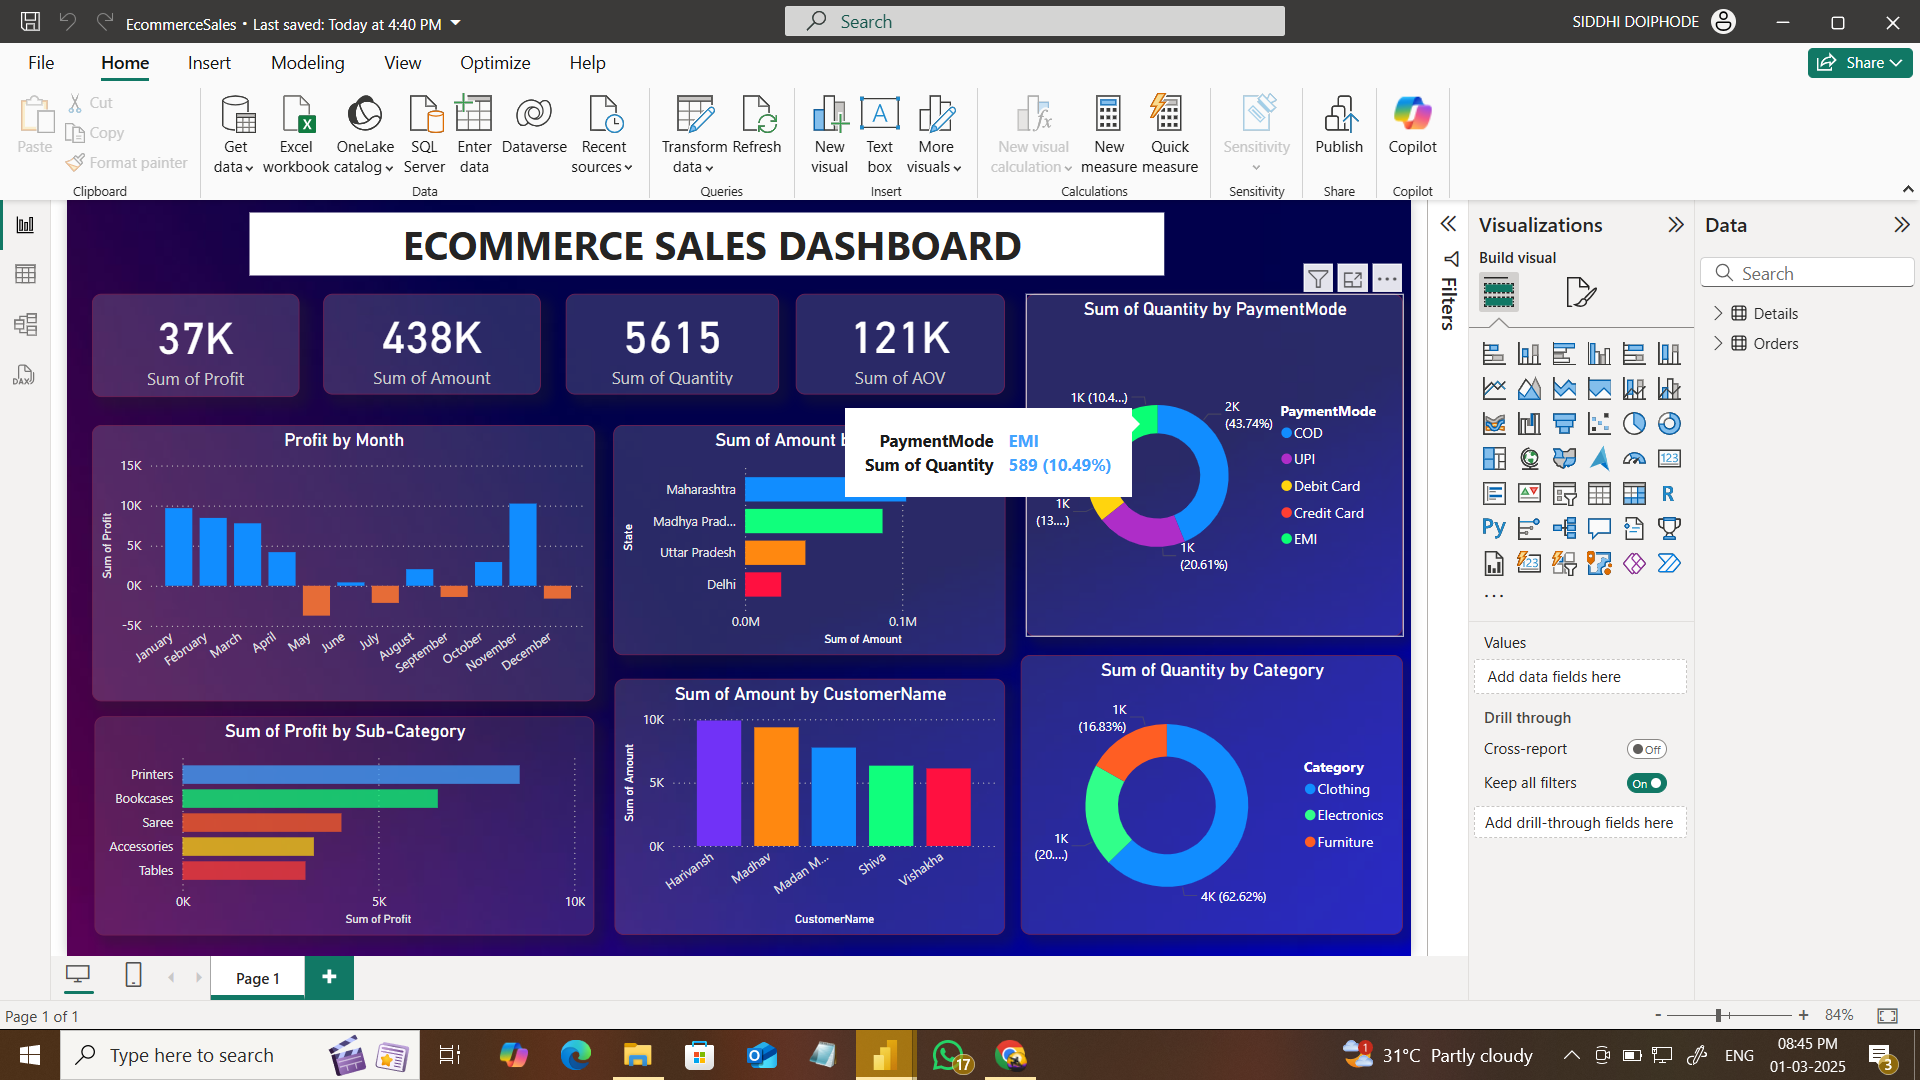 EcommerceSales • Last saved: Today at 4:40 PM
Search
SIDDHI DOIPHODE
File
Home
Insert
Modeling
View
Optimize
Help
Share
Paste
Cut
Copy
Format painter
Clipboard
Get data
Excel workbook
OneLake catalog
SQL Server
Enter data
Dataverse
Recent sources
Data
Transform data
Refresh
Queries
New visual
Text box
More visuals
Insert
New visual calculation
New measure
Quick measure
Calculations
Sensitivity
Sensitivity
Publish
Share
Copilot
Copilot
ECOMMERCE SALES DASHBOARD
37K
Sum of Profit
438K
Sum of Amount
5615
Sum of Quantity
121K
Sum of AOV
Profit by Month
Sum of Profit
15K
10K
5K
0K
-5K
January
February
March
April
May
June
July
August
September
October
November
December
Sum of Amount b
State
Maharashtra
Madhya Prad...
Uttar Pradesh
Delhi
0.0M
0.1M
Sum of Amount
Sum of Quantity by PaymentMode
1K (10.4...)
2K
(43.74%)
1K
(13....)
1K
(20.61%)
PaymentMode
COD
UPI
Debit Card
Credit Card
EMI
PaymentMode EMI
Sum of Quantity 589 (10.49%)
Sum of Profit by Sub-Category
Printers
Bookcases
Saree
Accessories
Tables
0K
5K
10K
Sum of Profit
Sum of Amount by CustomerName
Sum of Amount
10K
5K
0K
Harivansh
Madhav
Madan M...
Shiva
Vishakha
CustomerName
Sum of Quantity by Category
1K
(16.83%)
1K
(20....)
4K (62.62%)
Category
Clothing
Electronics
Furniture
Filters
Visualizations
Build visual
123
R
Py
123
...
Values
Add data fields here
Drill through
Cross-report
Off
Keep all filters
On
Add drill-through fields here
Data
Search
Details
Orders
DAX
Page 1
+
Page 1 of 1
- + 84%
Type here to search
17
1
31°C Partly cloudy
ENG
08:45 PM
01-03-2025
3